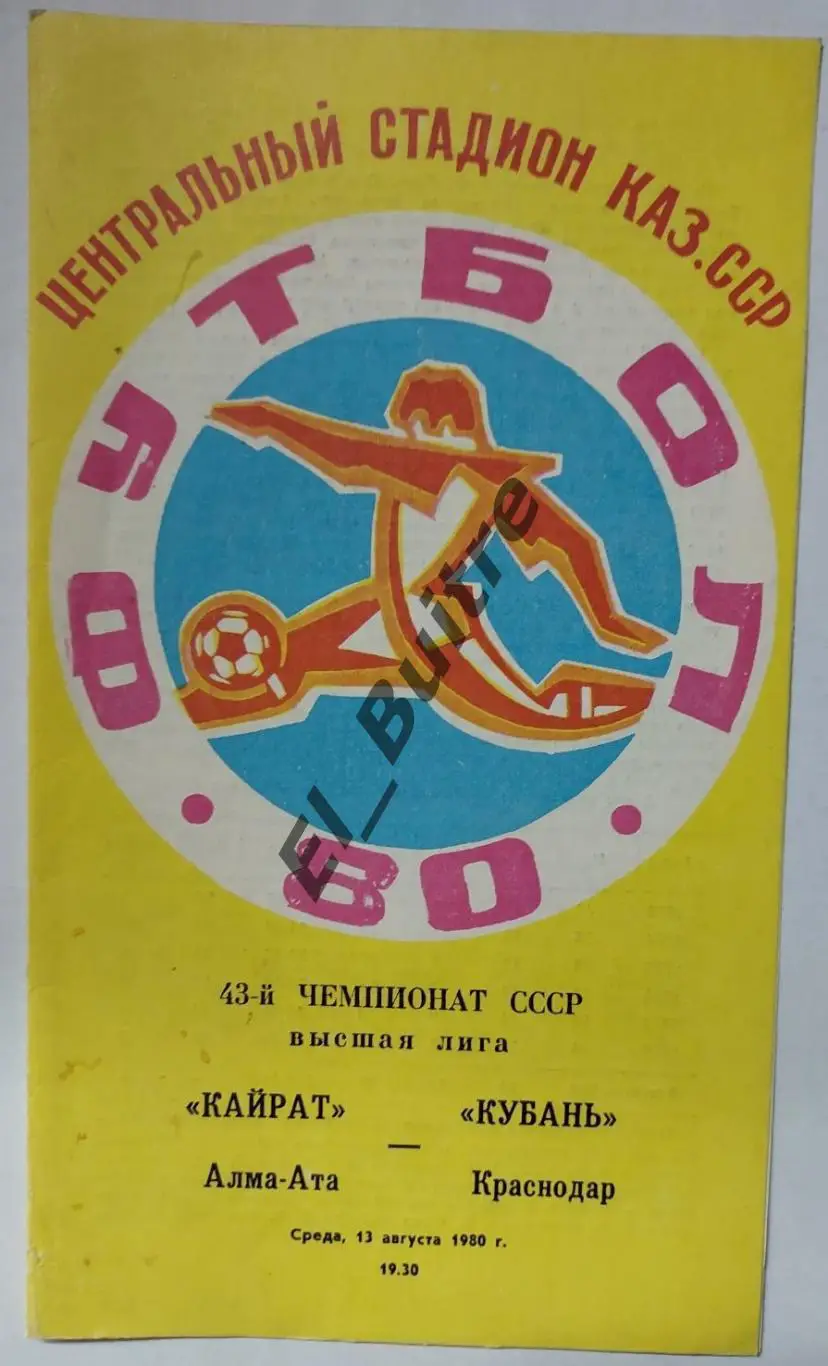 ЦЕНТРАЛЬНЫЙ СТАДИОН КАЗ.ССР
ФУТБОЛ
• 80 •
El_Buitre
43-й ЧЕМПИОНАТ СССР
высшая лига
«КАЙРАТ» «КУБАНЬ»
—
Алма-Ата Краснодар
Среда, 13 августа 1980 г.
19.30